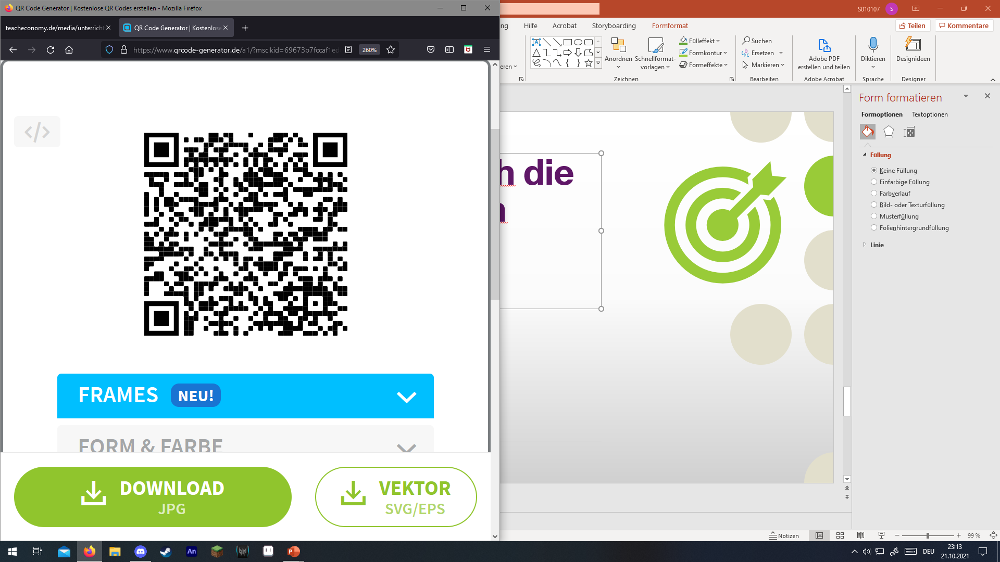 QR Code Generator | Kostenlose QR Codes erstellen - Mozilla Firefox
teacheconomy.de/media/unterricht
QR Code Generator | Kostenlose
https://www.qrcode-generator.de/a1/?msclkid=69673b7fccaf1ed
260%
</>
FRAMES NEU!
FORM & FARBE
DOWNLOAD
JPG
VEKTOR
SVG/EPS
S010107
S
ng
Hilfe
Acrobat
Storyboarding
Formformat
Teilen
Kommentare
eren
Anordnen
Schnellformat-
vorlagen
Fülleffekt
Formkontur
Formeffekte
Zeichnen
Suchen
Ersetzen
Markieren
Bearbeiten
Adobe PDF
erstellen und teilen
Adobe Acrobat
Diktieren
Sprache
Designideen
Designer
h die
n
Form formatieren
Formoptionen
Textoptionen
Füllung
Keine Füllung
Einfarbige Füllung
Farbverlauf
Bild- oder Texturfüllung
Musterfüllung
Folienhintergrundfüllung
Linie
Notizen
99 %
An
P
DEU
23:13
21.10.2021